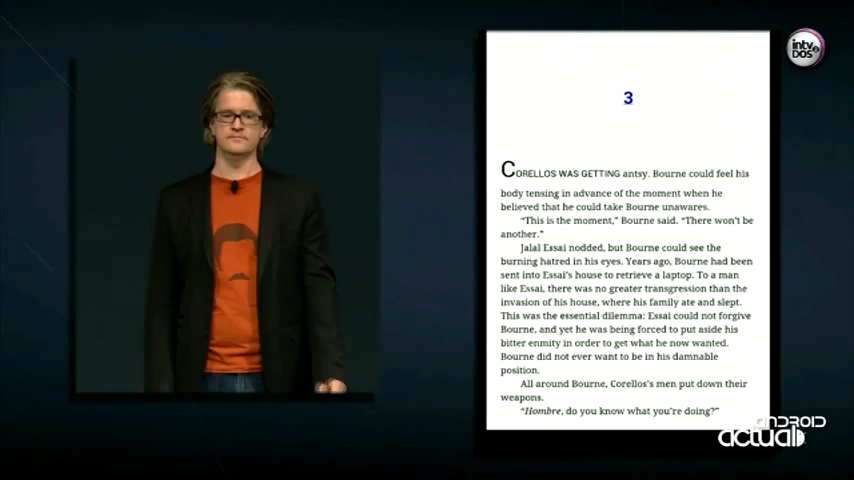 intv
DOS
3
CORELLOS WAS GETTING antsy. Bourne could feel his
body tensing in advance of the moment when he
believed that he could take Bourne unawares.
“This is the moment,” Bourne said. “There won’t be
another.”
Jalal Essai nodded, but Bourne could see the
burning hatred in his eyes. Years ago, Bourne had been
sent into Essai’s house to retrieve a laptop. To a man
like Essai, there was no greater transgression than the
invasion of his house, where his family ate and slept.
This was the essential dilemma: Essai could not forgive
Bourne, and yet he was being forced to put aside his
bitter enmity in order to get what he now wanted.
Bourne did not ever want to be in his damnable
position.
All around Bourne, Corellos’s men put down their
weapons.
“Hombre, do you know what you’re doing?”
ANDROID
actual